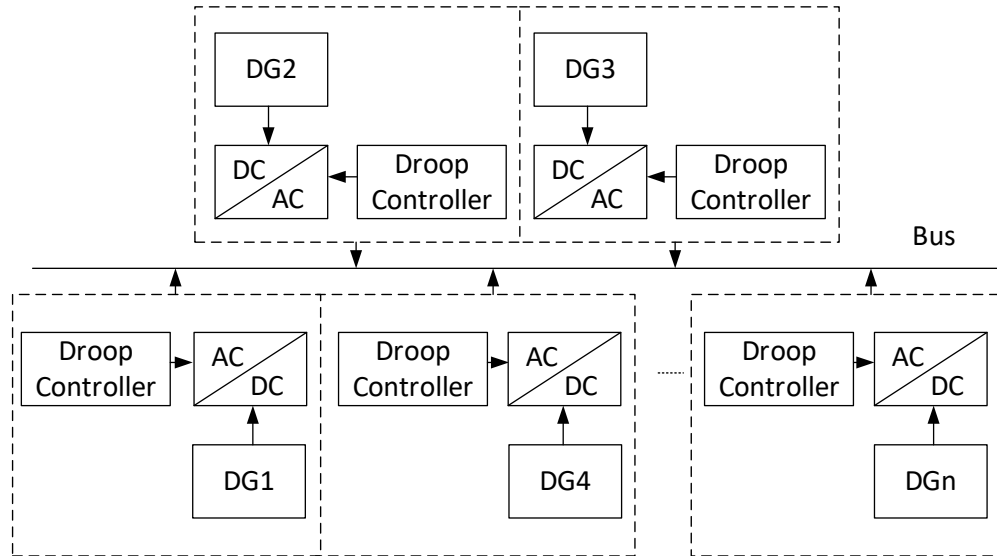 DG2
DG3
DC
AC
Droop
Controller
DC
AC
Droop
Controller
Bus
Droop
Controller
AC
DC
Droop
Controller
AC
DC
Droop
Controller
AC
DC
DG1
DG4
DGn